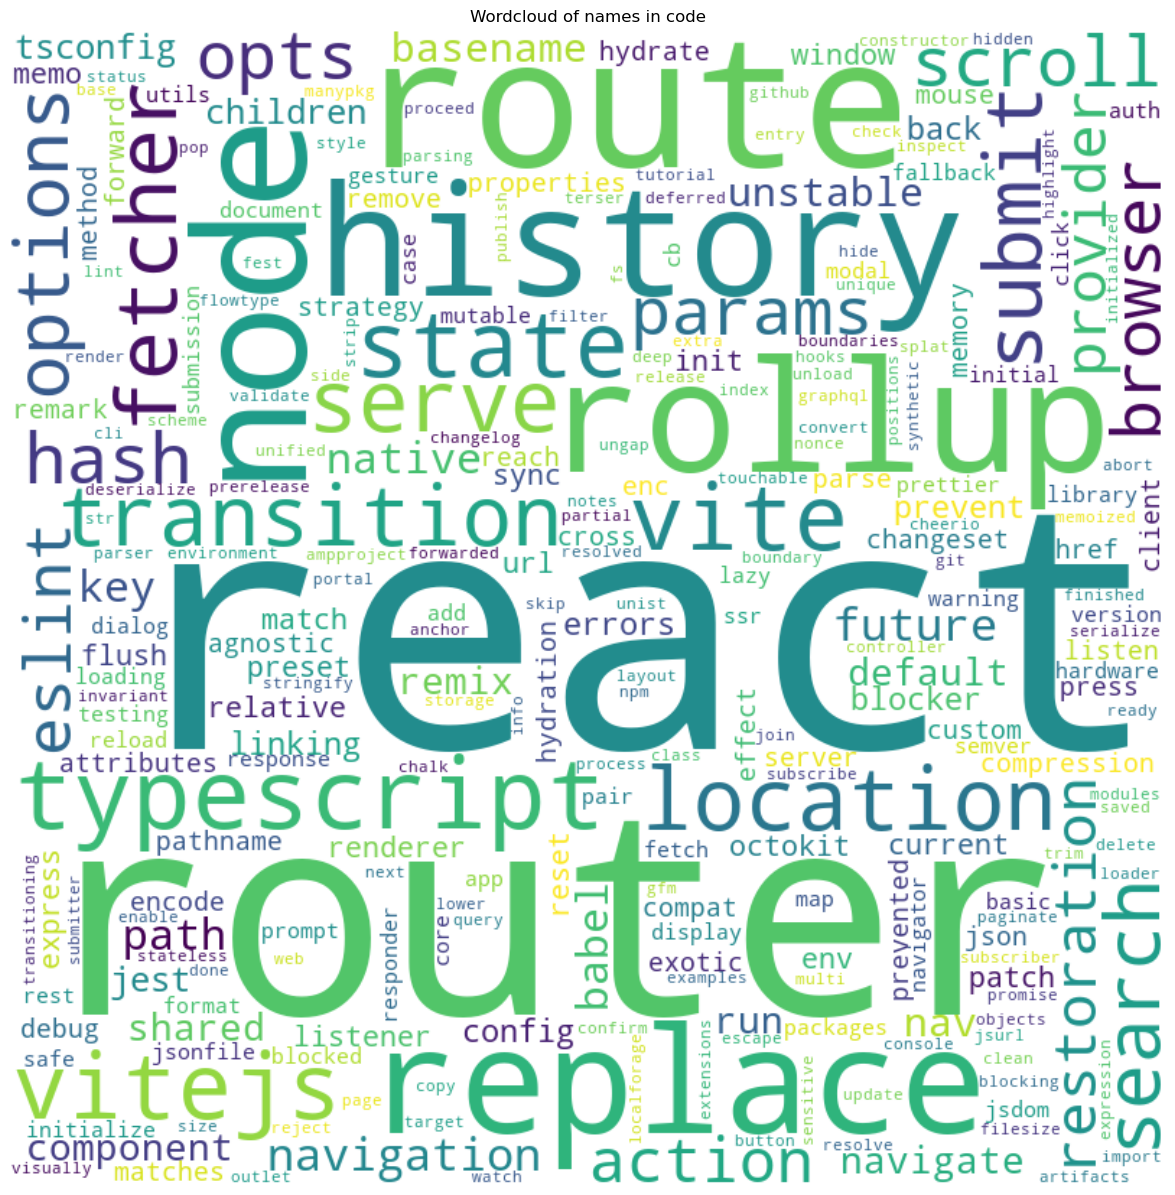 Wordcloud of names in code
tsconfig
opts
basename
hydrate
window
constructor
hidden
scroll
memo
status
base
utils
manypkg
route
github
mouse
auth
options
forward
fetcher
pop
children
style
proceed
parsing
entry
check
inspect
back
submit
highlight
provider
browser
method
lint
node
document
fest
gesture
remove
properties
publish
terser
tutorial
deferred
unstable
fallback
click
initialized
history
case
cb
fs
hide
modal
unique
flowtype
strategy
strip
mutable
filter
params
memory
render
submission
state
extra
deep
release
init
boundaries
hooks
unload
splat
initial
remark
scheme
validate
side
serve
rollup
index
graphql
positions
synthetic
cli
hash
unified
changelog
native
reach
ungap
convert
nonce
deserialize
prerelease
sync
enc
touchable
parse
prettier
abort
library
client
str
transition
notes
partial
cross
vite
prevent
cheerio
memoized
parser
environment
ampproject
forwarded
url
resolved
boundary
changeset
git
href
eslint
react
key
portal
skip
unist
lazy
ssr
warning
finished
version
serialize
dialog
match
add
anchor
errors
future
controller
listen
flush
agnostic
hydration
layout
npm
default
hardware
loading
preset
invariant
stringify
remix
storage
info
blocker
press
ready
testing
relative
effect
join
custom
reload
linking
attributes
response
chalk
process
class
subscribe
server
semver
compression
typescript
pair
location
modules
saved
restoration
search
pathname
renderer
reset
fetch
octokit
current
trim
delete
transitioning
submitter
express
router
next
app
gfm
loader
encode
enable
lower
query
core
babel
compat
map
prevented
navigator
basic
paginate
path
stateless
prompt
display
json
subscriber
jest
done
web
responder
exotic
examples
env
multi
patch
promise
rest
format
debug
shared
listener
config
confirm
run
escape
packages
nav
objects
jsurl
safe
jsonfile
blocked
localforage
extensions
console
clean
expression
vitejs
replace
copy
sensitive
update
blocking
page
target
jsdom
filesize
initialize
size
reject
button
resolve
import
component
navigation
action
navigate
visually
matches
outlet
watch
artifacts